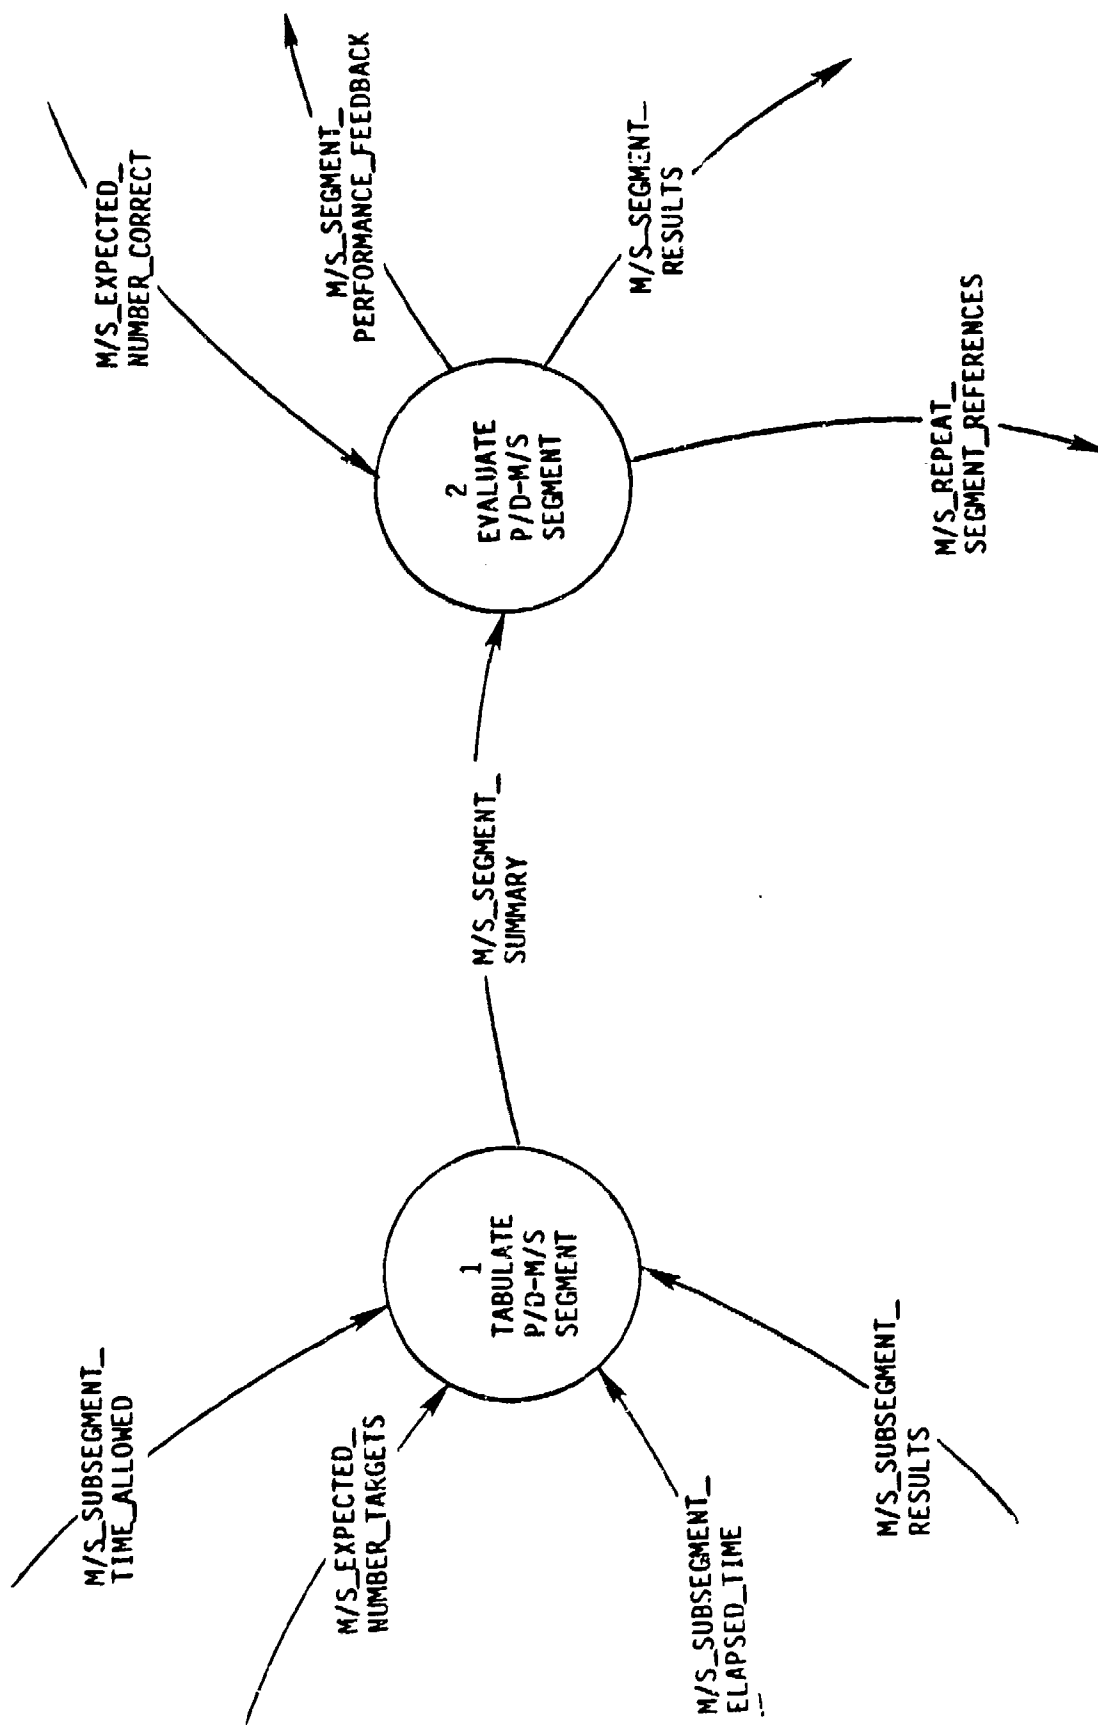 M/S_SUBSEGMENT_
TIME_ALLOWED
M/S_EXPECTED_
NUMBER_TARGETS
M/S_SUBSEGMENT_
ELAPSED_TIME
M/S_SUBSEGMENT_
RESULTS
1
TABULATE
P/D-M/S
SEGMENT
M/S_SEGMENT_
SUMMARY
2
EVALUATE
P/D-M/S
SEGMENT
M/S_EXPECTED_
NUMBER_CORRECT
M/S_SEGMENT_
PERFORMANCE_FEEDBACK
M/S_SEGMENT_
RESULTS
M/S_REPEAT_
SEGMENT_REFERENCES